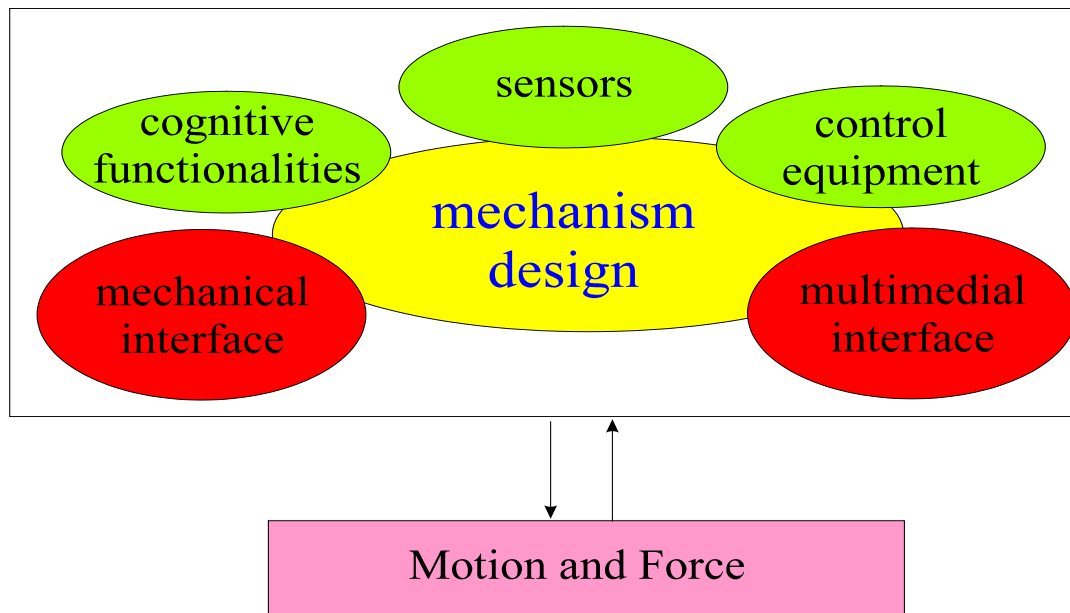 sensors
cognitive
functionalities
control
equipment
mechanism
design
mechanical
interface
multimedial
interface
Motion and Force